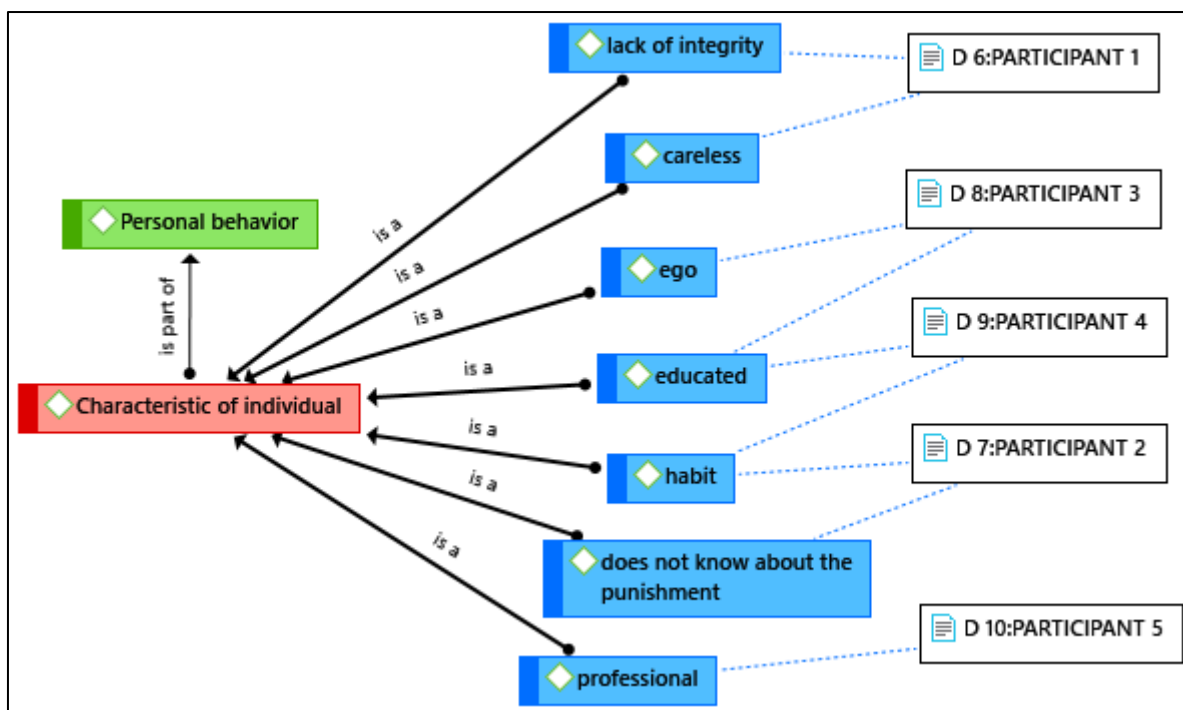 lack of integrity
D 6:PARTICIPANT 1
careless
D 8:PARTICIPANT 3
Personal behavior
is a
is a
ego
is part of
is a
D 9:PARTICIPANT 4
is a
educated
Characteristic of individual
is a
D 7:PARTICIPANT 2
habit
is a
is a
does not know about the
punishment
D 10:PARTICIPANT 5
professional